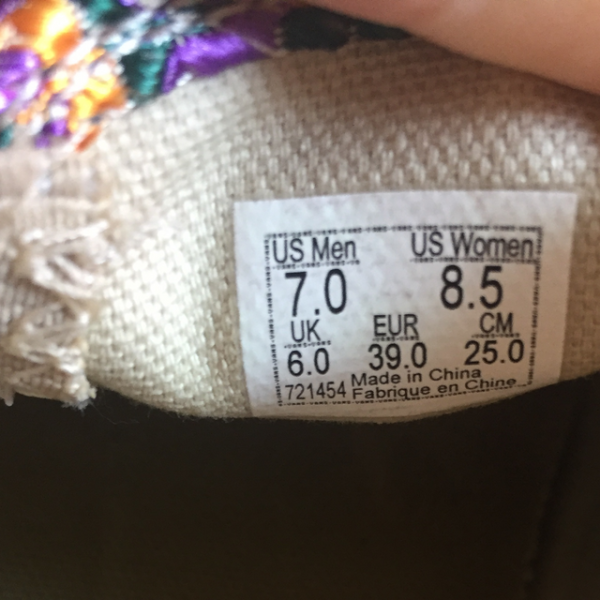 US Men US Women
7.0 8.5
UK EUR CM
6.0 39.0 25.0
721454 Made in China
Fabrique en Chine